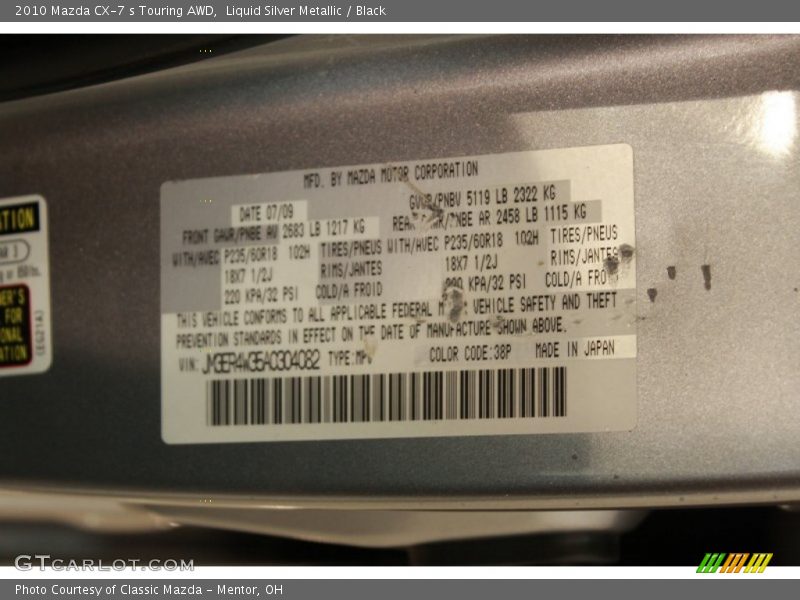 2010 Mazda CX-7 s Touring AWD, Liquid Silver Metallic / Black
MFD. BY MAZDA MOTOR CORPORATION
DATE 07/09 GVWR/PNBV 5119 LB 2322 KG
FRONT GAWR/PNBE AV 2683 LB 1217 KG REAR GAWR/PNBE AR 2458 LB 1115 KG
WITH/AVEC P235/60R18 102H TIRES/PNEUS WITH/AVEC P235/60R18 102H TIRES/PNEUS
18X7 1/2J RIMS/JANTES 18X7 1/2J RIMS/JANTES
220 KPA/32 PSI COLD/A FROID 220 KPA/32 PSI COLD/A FROID
THIS VEHICLE CONFORMS TO ALL APPLICABLE FEDERAL VEHICLE SAFETY AND THEFT
PREVENTION STANDARDS IN EFFECT ON THE DATE OF MANUFACTURE SHOWN ABOVE.
VIN: JM3ER4W35A0304082 TYPE:MPV COLOR CODE:38P MADE IN JAPAN
(EG21A)
GTCARLOT.COM
Photo Courtesy of Classic Mazda - Mentor, OH